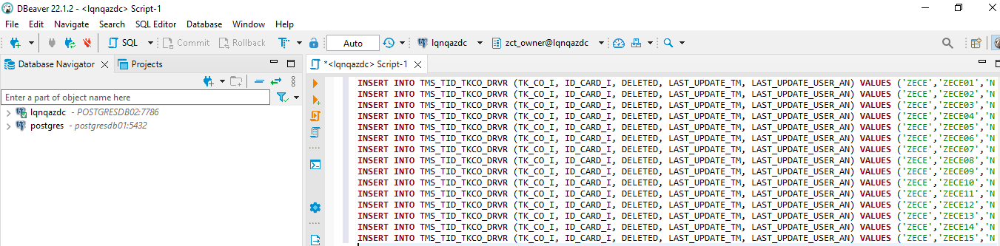 DBeaver 22.1.2 - <lqnqazdc> Script-1
File Edit Navigate Search SQL Editor Database Window Help
SQL Commit Rollback Auto lqnqazdc zct_owner@lqnqazdc
Database Navigator Projects
*<lqnqazdc> Script-1
Enter a part of object name here
lqnqazdc - POSTGRESDB02:7786
postgres - postgresdb01:5432
INSERT INTO TMS_TID_TKCO_DRVR (TK_CO_I, ID_CARD_I, DELETED, LAST_UPDATE_TM, LAST_UPDATE_USER_AN) VALUES ('ZECE','ZECE01','N
INSERT INTO TMS_TID_TKCO_DRVR (TK_CO_I, ID_CARD_I, DELETED, LAST_UPDATE_TM, LAST_UPDATE_USER_AN) VALUES ('ZECE','ZECE02','N
INSERT INTO TMS_TID_TKCO_DRVR (TK_CO_I, ID_CARD_I, DELETED, LAST_UPDATE_TM, LAST_UPDATE_USER_AN) VALUES ('ZECE','ZECE03','N
INSERT INTO TMS_TID_TKCO_DRVR (TK_CO_I, ID_CARD_I, DELETED, LAST_UPDATE_TM, LAST_UPDATE_USER_AN) VALUES ('ZECE','ZECE04','N
INSERT INTO TMS_TID_TKCO_DRVR (TK_CO_I, ID_CARD_I, DELETED, LAST_UPDATE_TM, LAST_UPDATE_USER_AN) VALUES ('ZECE','ZECE05','N
INSERT INTO TMS_TID_TKCO_DRVR (TK_CO_I, ID_CARD_I, DELETED, LAST_UPDATE_TM, LAST_UPDATE_USER_AN) VALUES ('ZECE','ZECE06','N
INSERT INTO TMS_TID_TKCO_DRVR (TK_CO_I, ID_CARD_I, DELETED, LAST_UPDATE_TM, LAST_UPDATE_USER_AN) VALUES ('ZECE','ZECE07','N
INSERT INTO TMS_TID_TKCO_DRVR (TK_CO_I, ID_CARD_I, DELETED, LAST_UPDATE_TM, LAST_UPDATE_USER_AN) VALUES ('ZECE','ZECE08','N
INSERT INTO TMS_TID_TKCO_DRVR (TK_CO_I, ID_CARD_I, DELETED, LAST_UPDATE_TM, LAST_UPDATE_USER_AN) VALUES ('ZECE','ZECE09','N
INSERT INTO TMS_TID_TKCO_DRVR (TK_CO_I, ID_CARD_I, DELETED, LAST_UPDATE_TM, LAST_UPDATE_USER_AN) VALUES ('ZECE','ZECE10','N
INSERT INTO TMS_TID_TKCO_DRVR (TK_CO_I, ID_CARD_I, DELETED, LAST_UPDATE_TM, LAST_UPDATE_USER_AN) VALUES ('ZECE','ZECE11','N
INSERT INTO TMS_TID_TKCO_DRVR (TK_CO_I, ID_CARD_I, DELETED, LAST_UPDATE_TM, LAST_UPDATE_USER_AN) VALUES ('ZECE','ZECE12','N
INSERT INTO TMS_TID_TKCO_DRVR (TK_CO_I, ID_CARD_I, DELETED, LAST_UPDATE_TM, LAST_UPDATE_USER_AN) VALUES ('ZECE','ZECE13','N
INSERT INTO TMS_TID_TKCO_DRVR (TK_CO_I, ID_CARD_I, DELETED, LAST_UPDATE_TM, LAST_UPDATE_USER_AN) VALUES ('ZECE','ZECE14','N
INSERT INTO TMS_TID_TKCO_DRVR (TK_CO_I, ID_CARD_I, DELETED, LAST_UPDATE_TM, LAST_UPDATE_USER_AN) VALUES ('ZECE','ZECE15','N